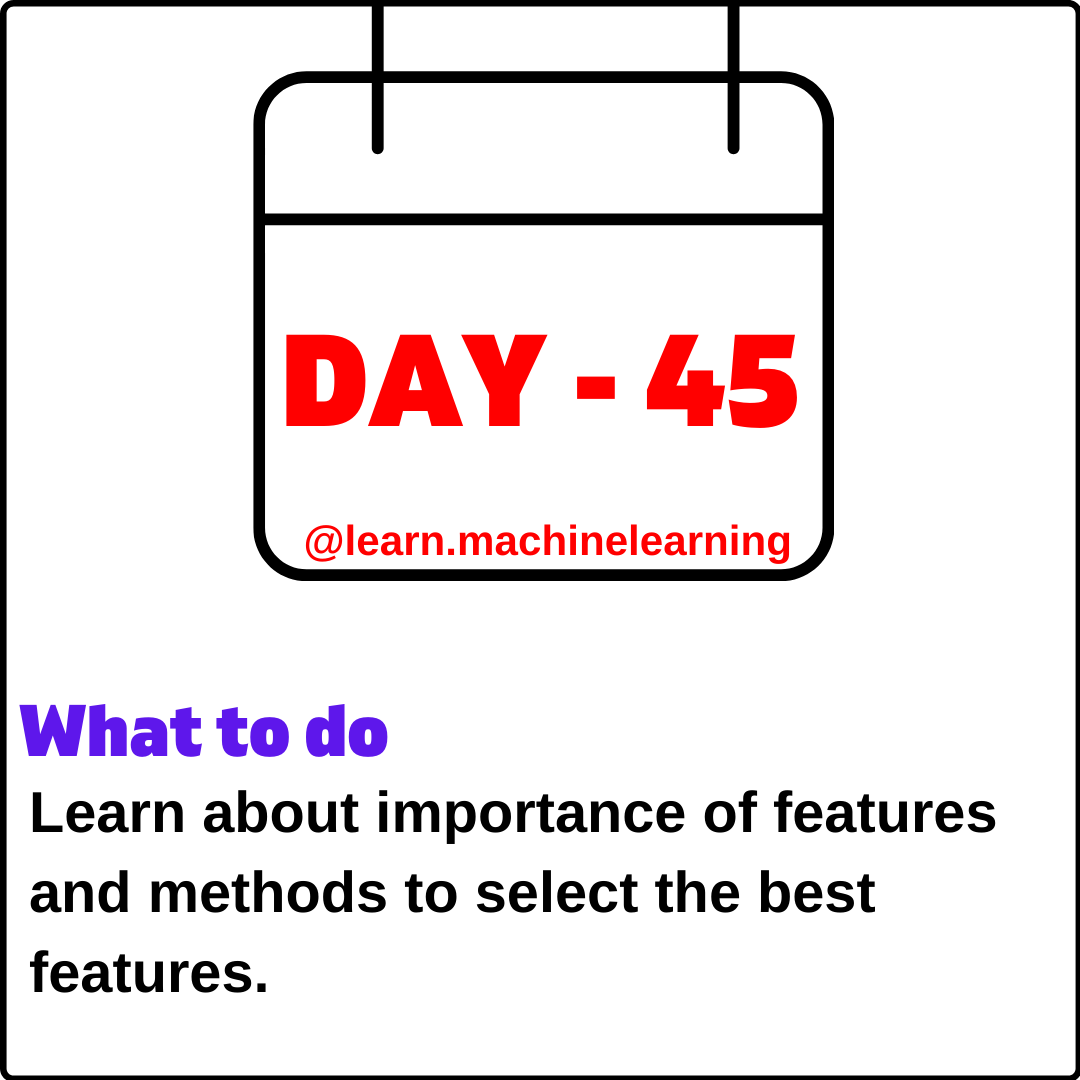 DAY - 45
@learn.machinelearning
What to do
Learn about importance of features
and methods to select the best
features.